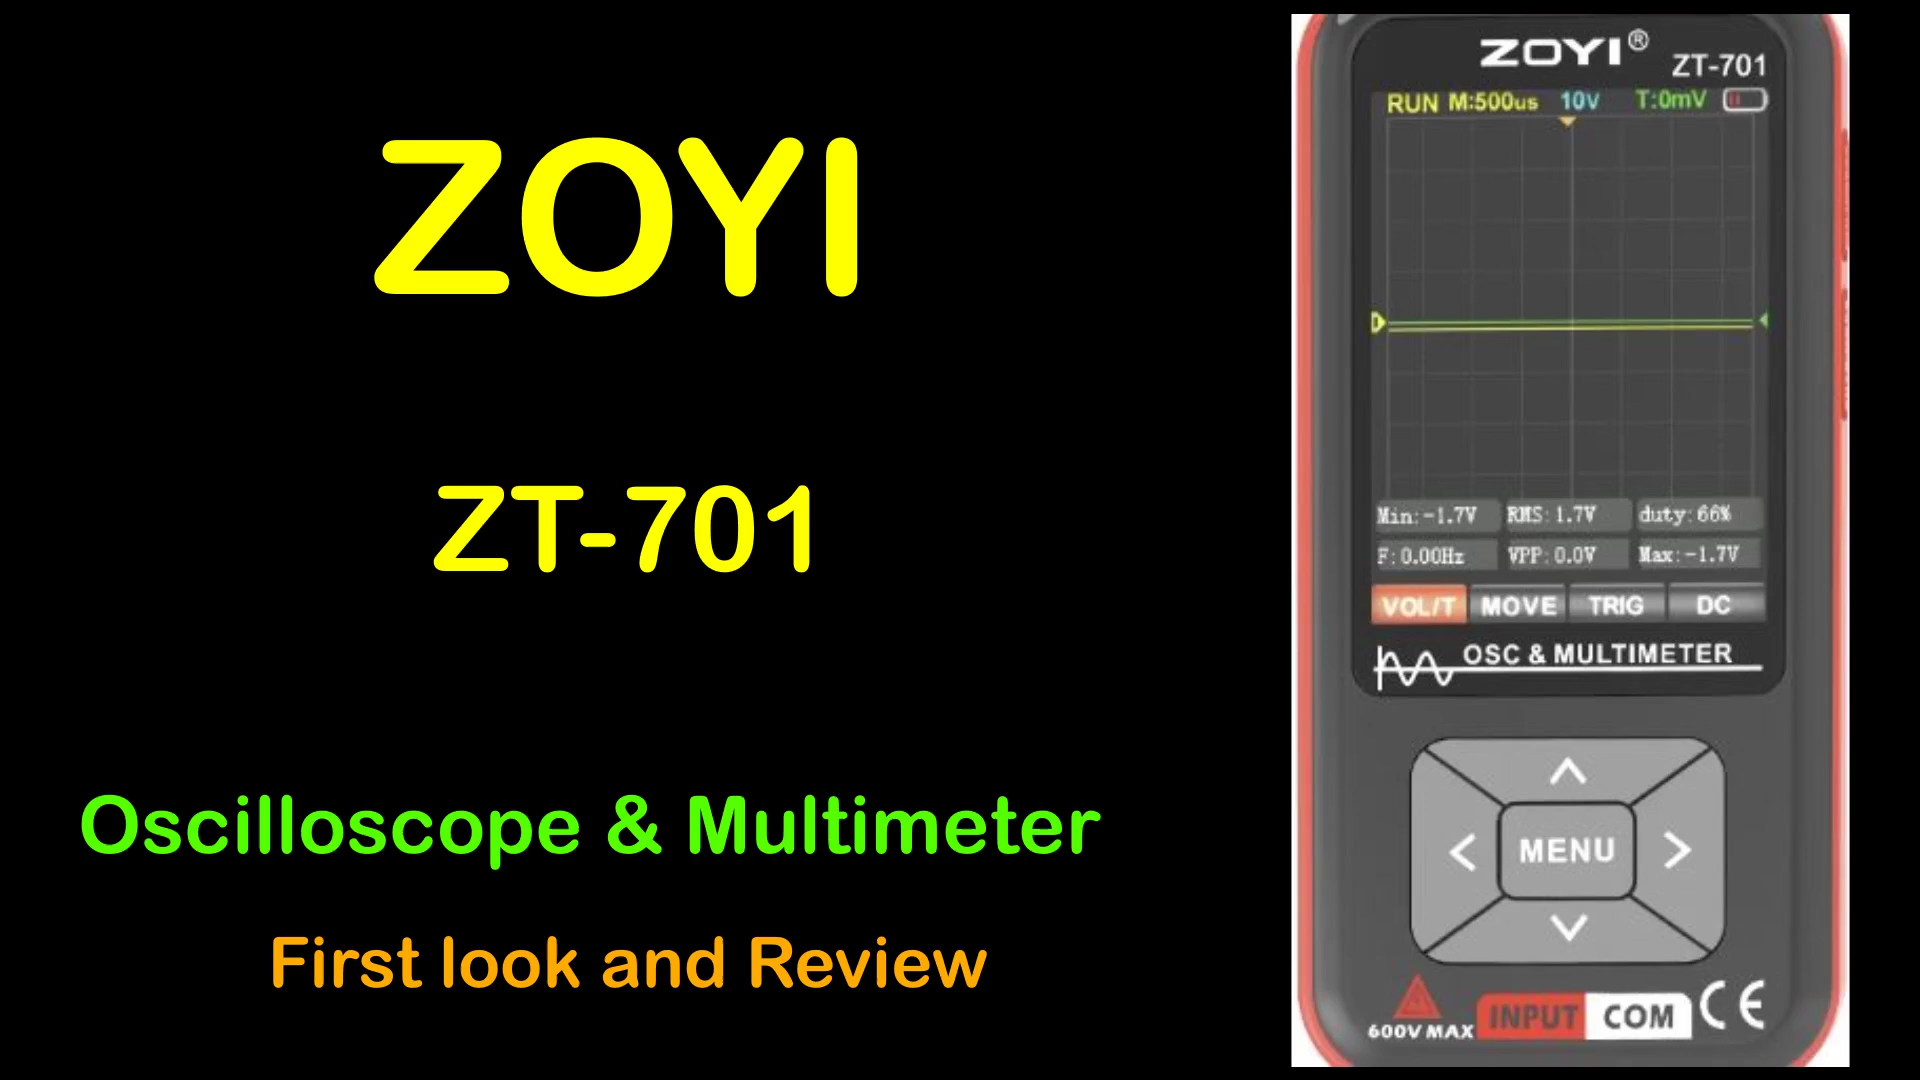 ZOYI
ZT-701
Oscilloscope & Multimeter
First look and Review
ZOYI®
ZT-701
RUN M:500us 10V T:0mV
Min:-1.7V RMS:1.7V duty:66%
F:0.00Hz VPP:0.0V Max:-1.7V
VOL/T MOVE TRIG DC
OSC & MULTIMETER
MENU
600V MAX INPUT COM CE